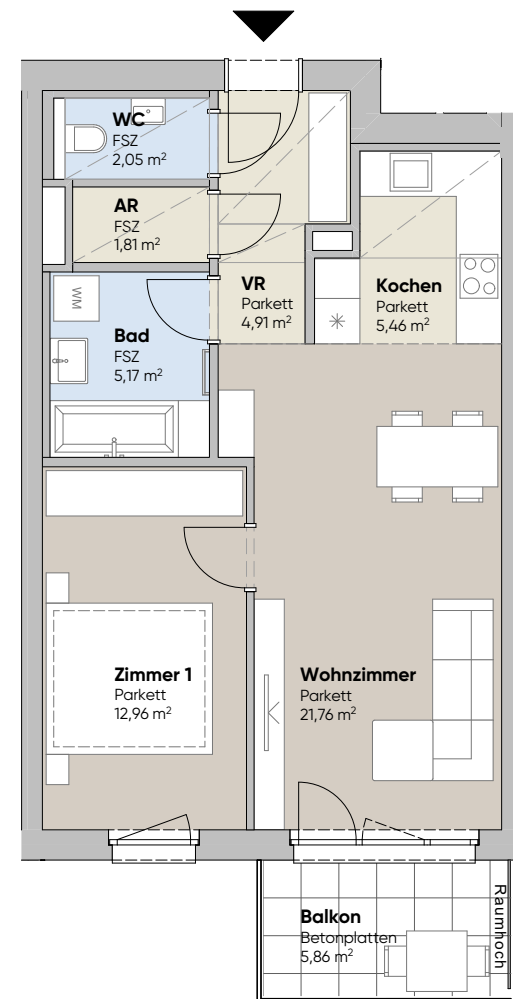 WC
FSZ
2,05 m²
AR
FSZ
1,81 m²
VR
Parkett
4,91 m²
Kochen
Parkett
5,46 m²
WM
Bad
FSZ
5,17 m²
Zimmer 1
Parkett
12,96 m²
Wohnzimmer
Parkett
21,76 m²
Balkon
Betonplatten
5,86 m²
Raumhoch